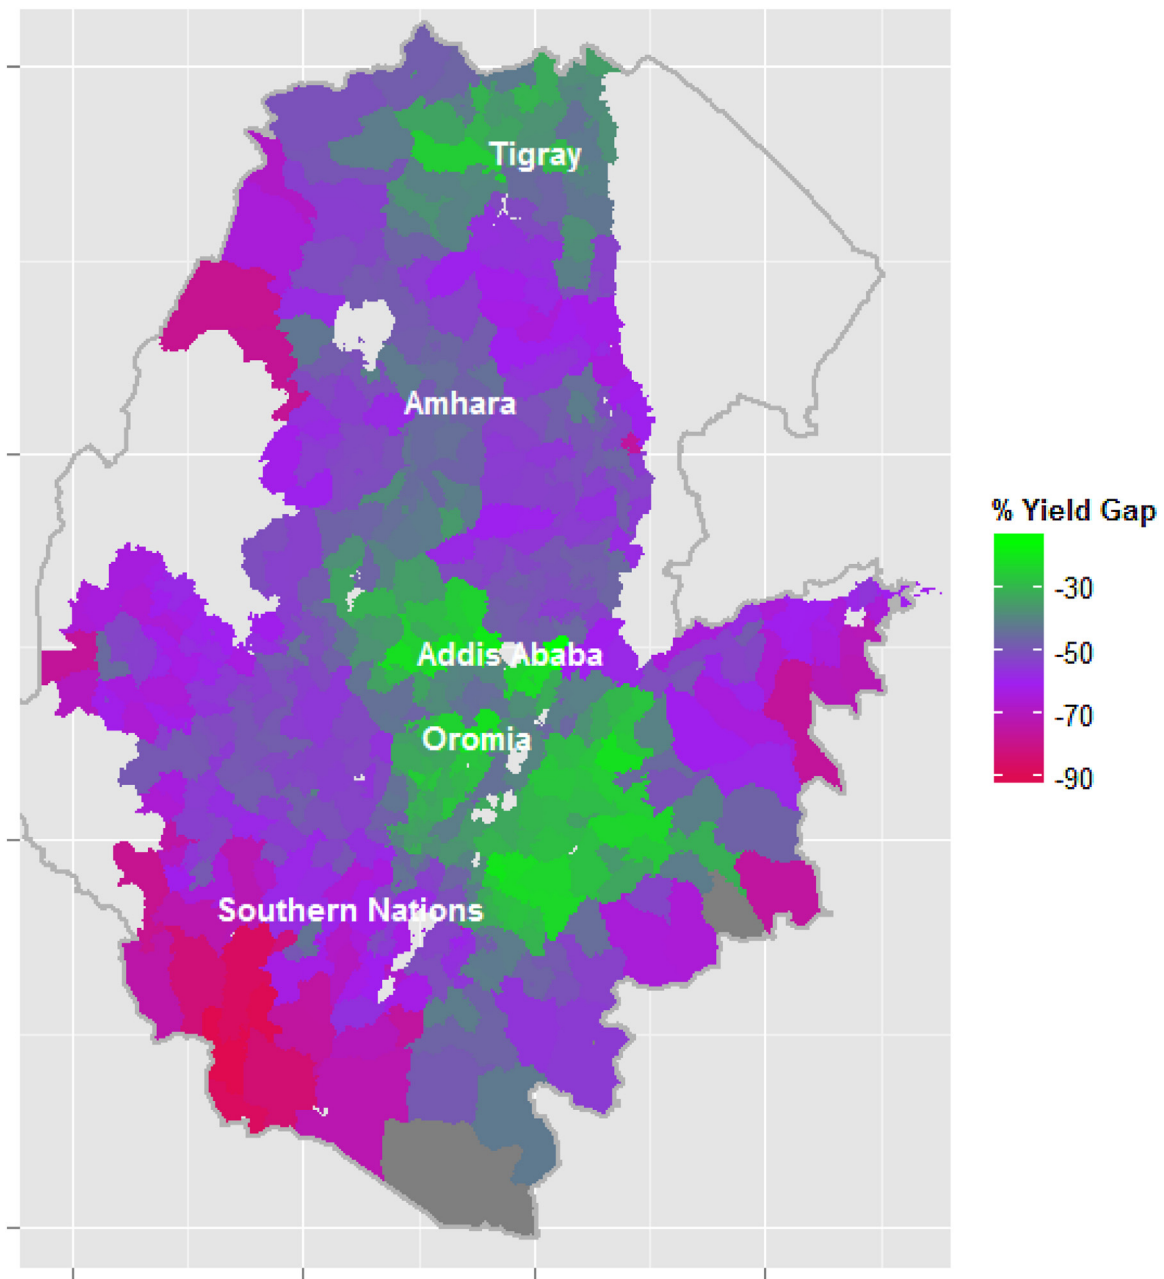 Tigray
Amhara
Addis Ababa
Oromia
Southern Nations
% Yield Gap
-30
-50
-70
-90